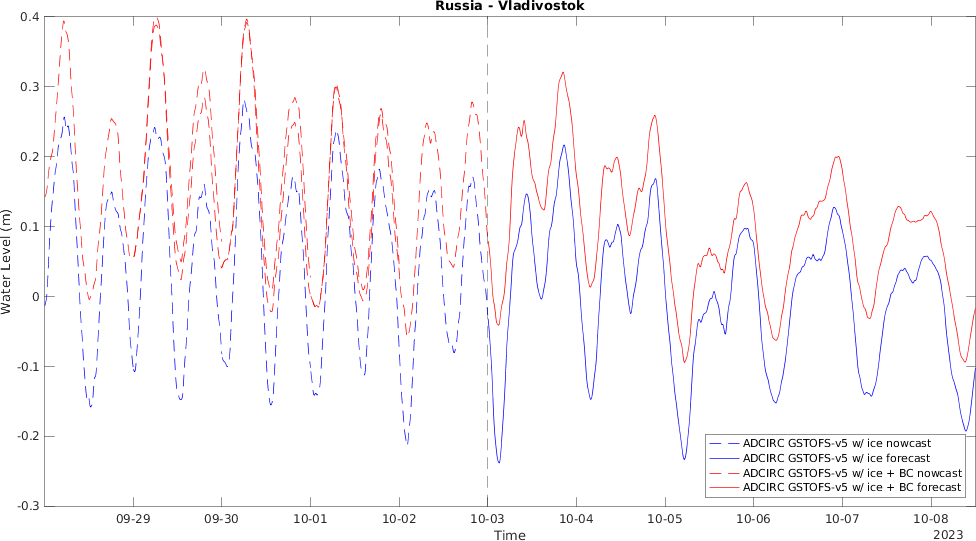 Russia - Vladivostok
Water Level (m)
0.4
0.3
0.2
0.1
0
-0.1
-0.2
-0.3
09-29 09-30 10-01 10-02 10-03 10-04 10-05 10-06 10-07 10-08
Time
2023
ADCIRC GSTOFS-v5 w/ ice nowcast
ADCIRC GSTOFS-v5 w/ ice forecast
ADCIRC GSTOFS-v5 w/ ice + BC nowcast
ADCIRC GSTOFS-v5 w/ ice + BC forecast